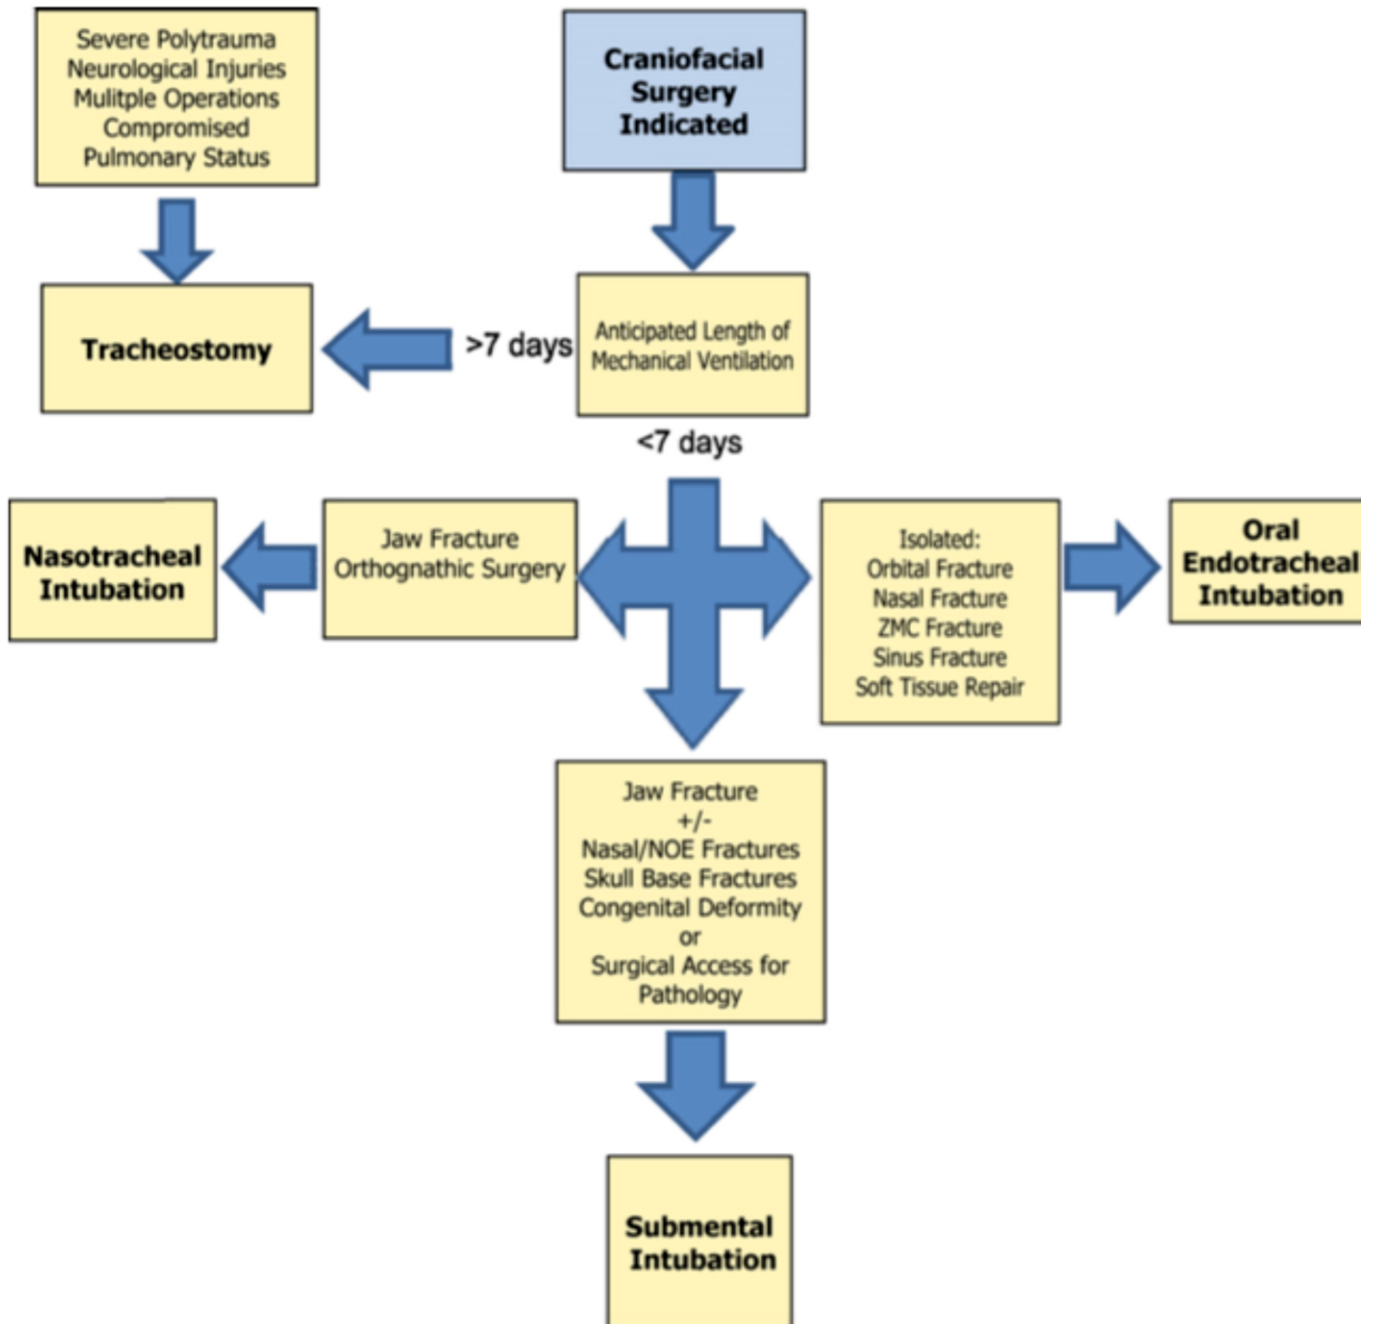 Severe Polytrauma
Neurological Injuries
Mulitple Operations
Compromised
Pulmonary Status
Craniofacial
Surgery
Indicated
Tracheostomy
>7 days
Anticipated Length of
Mechanical Ventilation
<7 days
Nasotracheal
Intubation
Jaw Fracture
Orthognathic Surgery
Isolated:
Orbital Fracture
Nasal Fracture
ZMC Fracture
Sinus Fracture
Soft Tissue Repair
Oral
Endotracheal
Intubation
Jaw Fracture
+/-
Nasal/NOE Fractures
Skull Base Fractures
Congenital Deformity
or
Surgical Access for
Pathology
Submental
Intubation